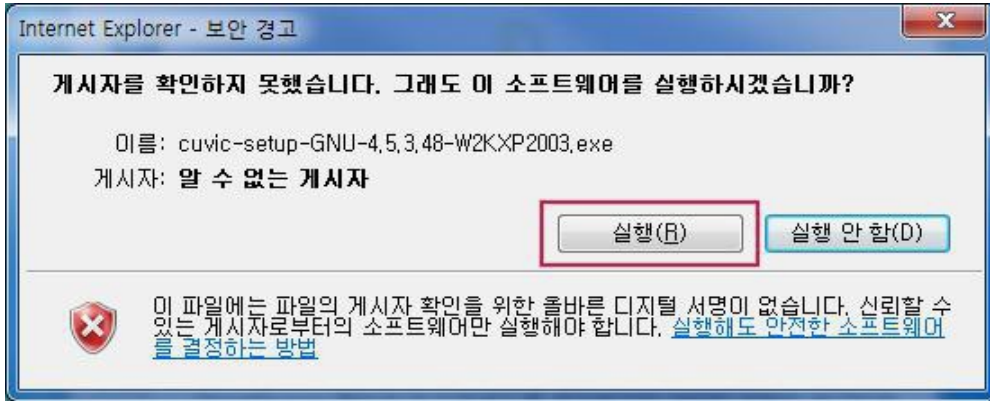 Internet Explorer - 보안 경고
게시자를 확인하지 못했습니다. 그래도 이 소프트웨어를 실행하시겠습니까?
이름: cuvic-setup-GNU-4.5.3.48-W2KXP2003.exe
게시자: 알 수 없는 게시자
실행(R) 실행 안 함(D)
이 파일에는 파일의 게시자 확인을 위한 올바른 디지털 서명이 없습니다. 신뢰할 수
있는 게시자로부터의 소프트웨어만 실행해야 합니다. 실행해도 안전한 소프트웨어
를 결정하는 방법